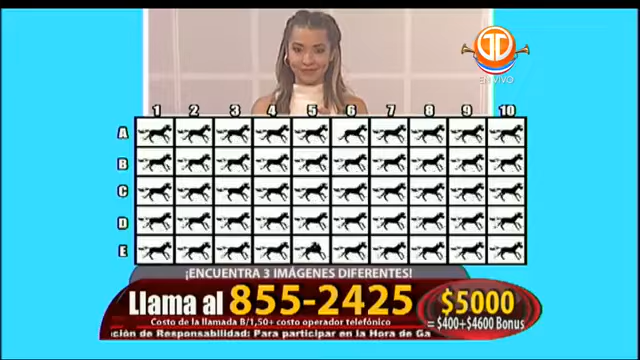 EN VIVO
1 2 3 4 5 6 7 8 9 10
A
B
C
D
E
¡ENCUENTRA 3 IMÁGENES DIFERENTES!
Llama al 855-2425
$5000
= $400+$4600 Bonus
Costo de la llamada B/1,50+ costo operador telefónico
ción de Responsabilidad: Para participar en la Hora de Ga